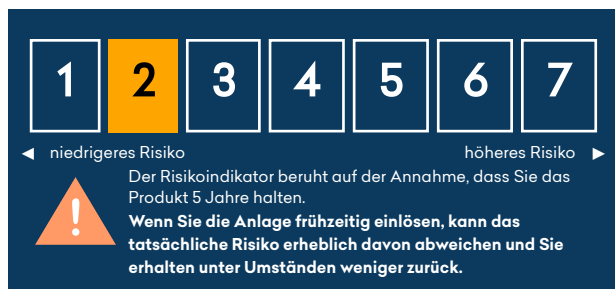 1 2 3 4 5 6 7
◄ niedrigeres Risiko höheres Risiko ►
Der Risikoindikator beruht auf der Annahme, dass Sie das
Produkt 5 Jahre halten.
Wenn Sie die Anlage frühzeitig einlösen, kann das
tatsächliche Risiko erheblich davon abweichen und Sie
erhalten unter Umständen weniger zurück.
!